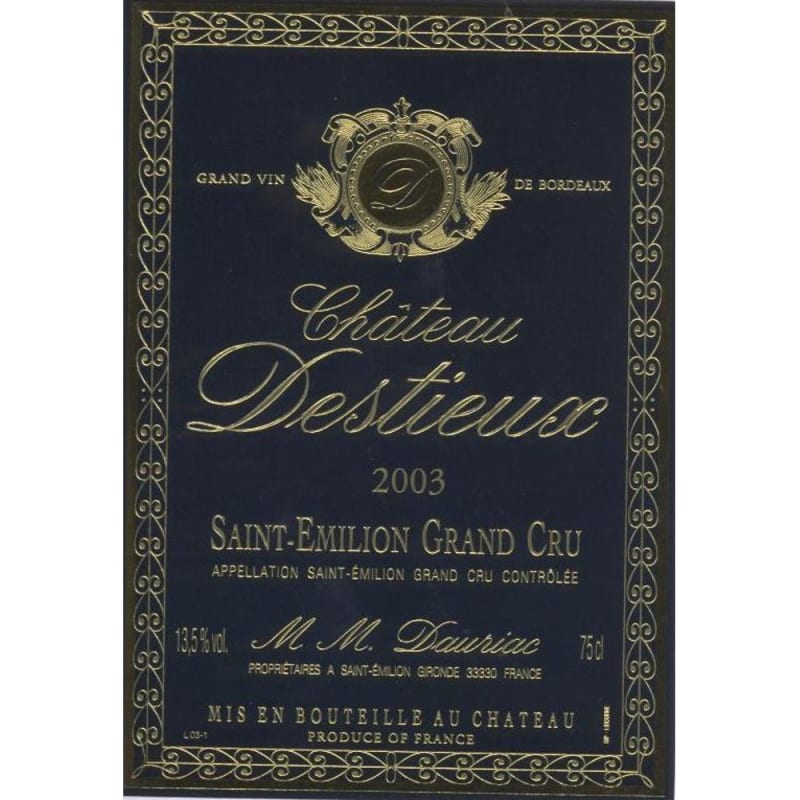 GRAND VIN
D
DE BORDEAUX
Château
Destieux
2003
SAINT-EMILION GRAND CRU
APPELLATION SAINT-ÉMILION GRAND CRU CONTRÔLÉE
13,5% vol. M. M. Dauriac 75 cl
PROPRIÉTAIRES A SAINT-ÉMILION GIRONDE 33330 FRANCE
MIS EN BOUTEILLE AU CHATEAU
L.03-1
PRODUCE OF FRANCE